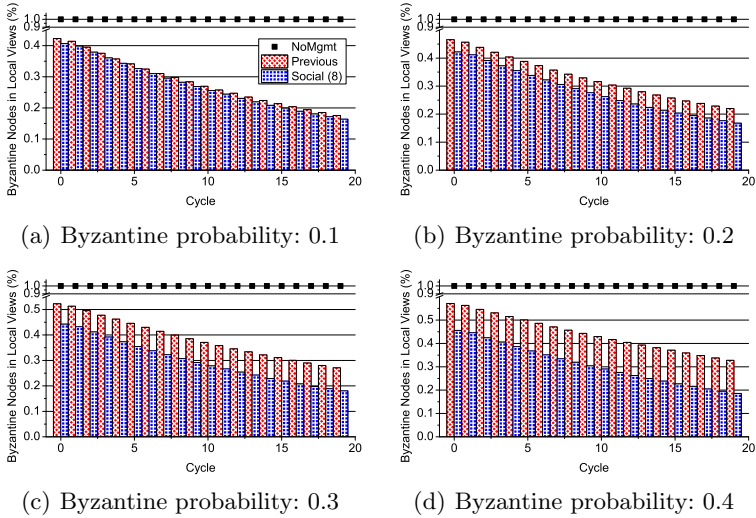 Byzantine Nodes in Local Views (%)
1.0
0.9
0.4
0.3
0.2
0.1
0.0
NoMgmt
Previous
Social (8)
0 5 10 15 20
Cycle
(a) Byzantine probability: 0.1
Byzantine Nodes in Local Views (%)
1.0
0.9
0.4
0.3
0.2
0.1
0.0
0 5 10 15 20
Cycle
(b) Byzantine probability: 0.2
Byzantine Nodes in Local Views (%)
1.0
0.9
0.5
0.4
0.3
0.2
0.1
0.0
0 5 10 15 20
Cycle
(c) Byzantine probability: 0.3
Byzantine Nodes in Local Views (%)
1.0
0.9
0.5
0.4
0.3
0.2
0.1
0.0
0 5 10 15 20
Cycle
(d) Byzantine probability: 0.4